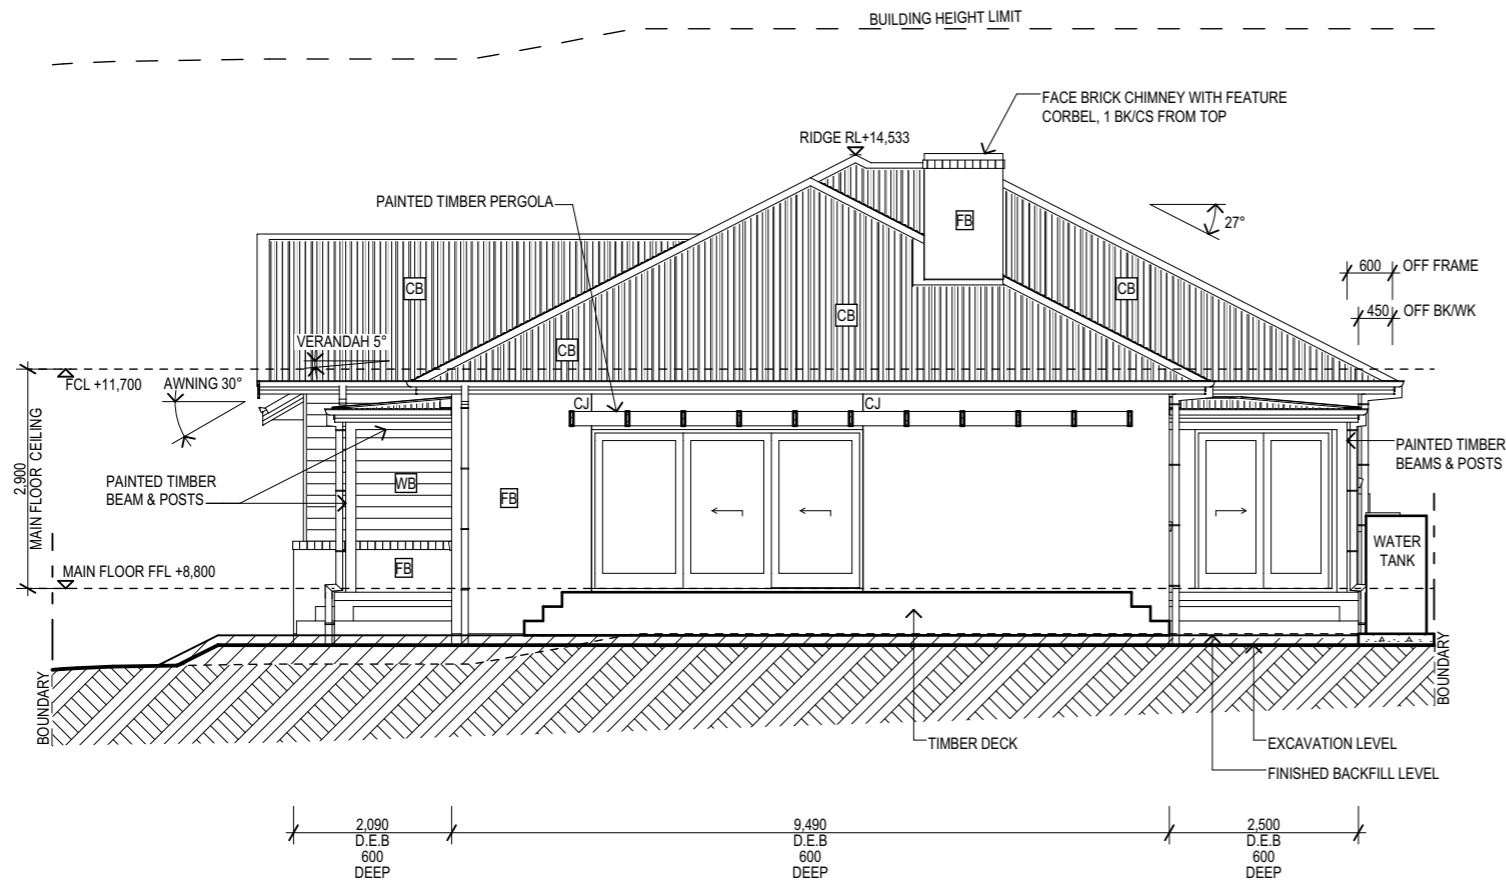 BUILDING HEIGHT LIMIT
FACE BRICK CHIMNEY WITH FEATURE
CORBEL, 1 BK/CS FROM TOP
RIDGE RL+14,533
PAINTED TIMBER PERGOLA
FB
27°
600 OFF FRAME
450 OFF BK/WK
CB
CB
CB
CB
VERANDAH 5°
FCL +11,700
AWNING 30°
CJ
CJ
2,900
MAIN FLOOR CEILING
PAINTED TIMBER
BEAM & POSTS
WB
FB
PAINTED TIMBER
BEAMS & POSTS
WATER
TANK
MAIN FLOOR FFL +8,800
FB
BOUNDARY
BOUNDARY
TIMBER DECK
EXCAVATION LEVEL
FINISHED BACKFILL LEVEL
2,090
D.E.B
600
DEEP
9,490
D.E.B
600
DEEP
2,500
D.E.B
600
DEEP